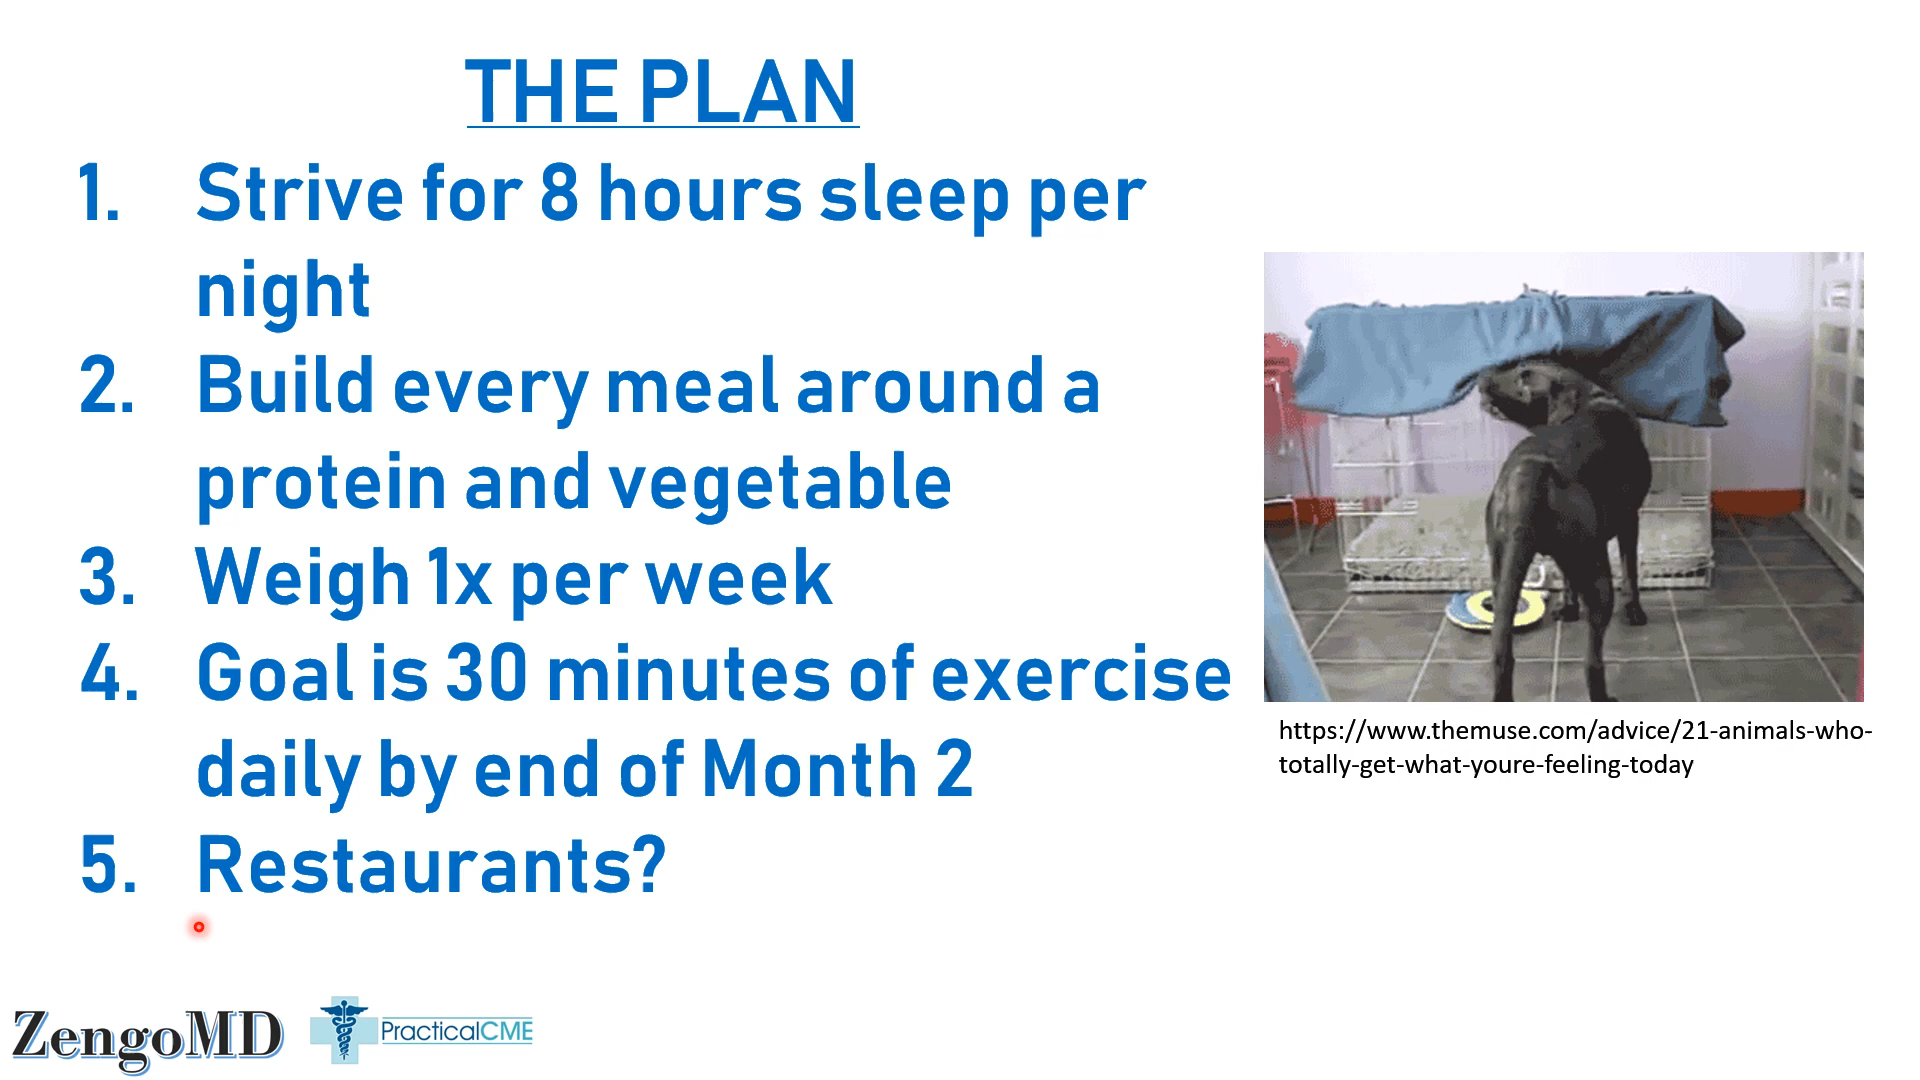 THE PLAN
1. Strive for 8 hours sleep per
night
2. Build every meal around a
protein and vegetable
3. Weigh 1x per week
4. Goal is 30 minutes of exercise
daily by end of Month 2
5. Restaurants?
https://www.themuse.com/advice/21-animals-who-
totally-get-what-youre-feeling-today
ZengoMD
PracticalCME